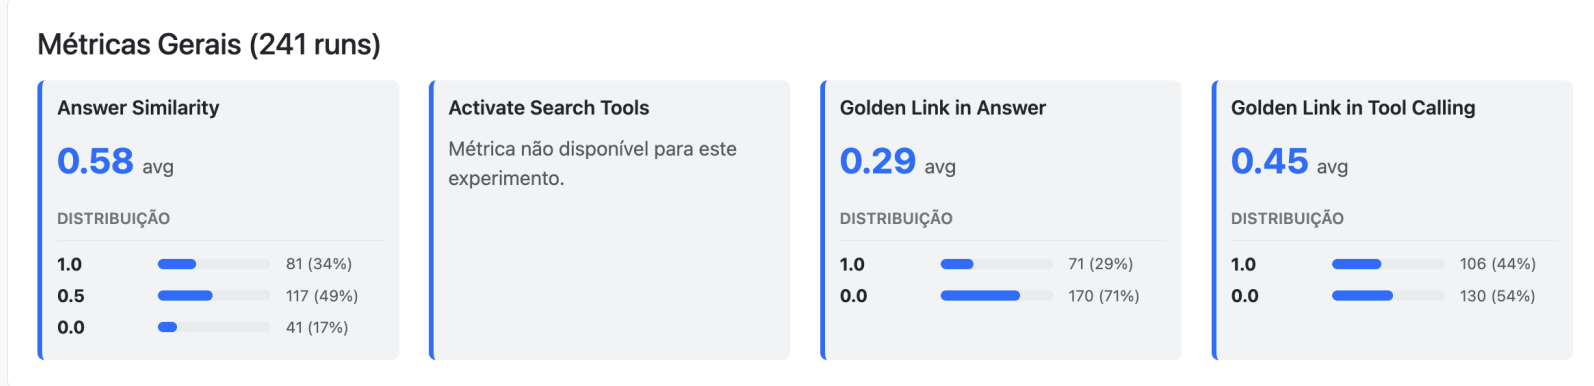 Métricas Gerais (241 runs)
Answer Similarity
0.58 avg
DISTRIBUIÇÃO
1.0 81 (34%)
0.5 117 (49%)
0.0 41 (17%)
Activate Search Tools
Métrica não disponível para este
experimento.
Golden Link in Answer
0.29 avg
DISTRIBUIÇÃO
1.0 71 (29%)
0.0 170 (71%)
Golden Link in Tool Calling
0.45 avg
DISTRIBUIÇÃO
1.0 106 (44%)
0.0 130 (54%)